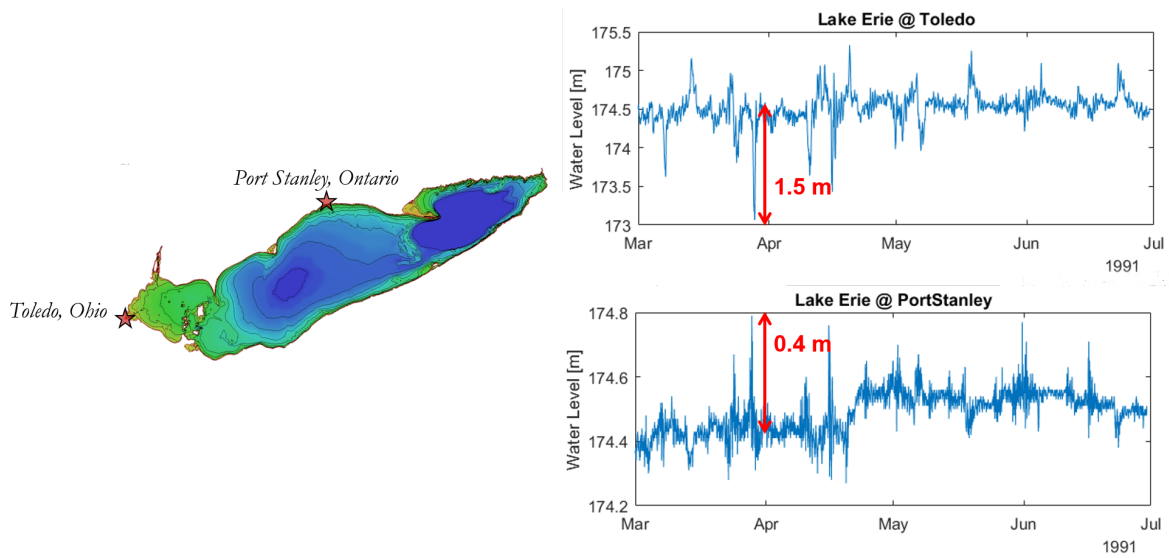 Port Stanley, Ontario
Toledo, Ohio
Lake Erie @ Toledo
Water Level [m]
175.5
175
174.5
174
173.5
173
1.5 m
Mar
Apr
May
Jun
Jul
1991
Lake Erie @ PortStanley
Water Level [m]
174.8
174.6
174.4
174.2
0.4 m
Mar
Apr
May
Jun
Jul
1991